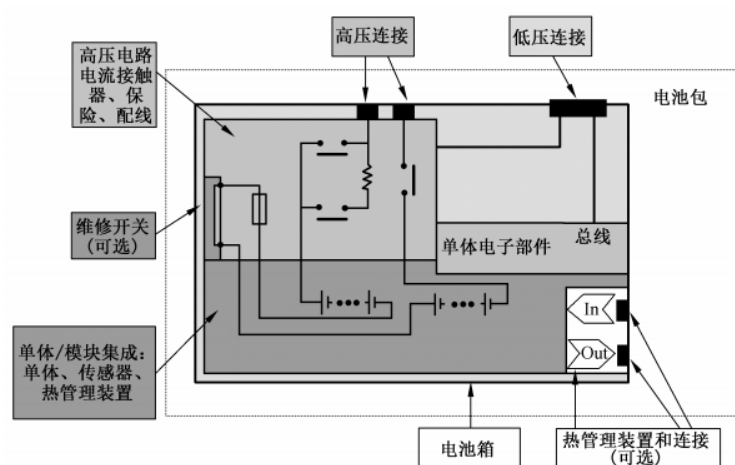 高压电路
电流接触
器、保
险、配线
高压连接
低压连接
电池包
维修开关
(可选)
单体电子部件
总线
单体/模块集成：
单体、传感器、
热管理装置
In
Out
电池箱
热管理装置和连接
(可选)